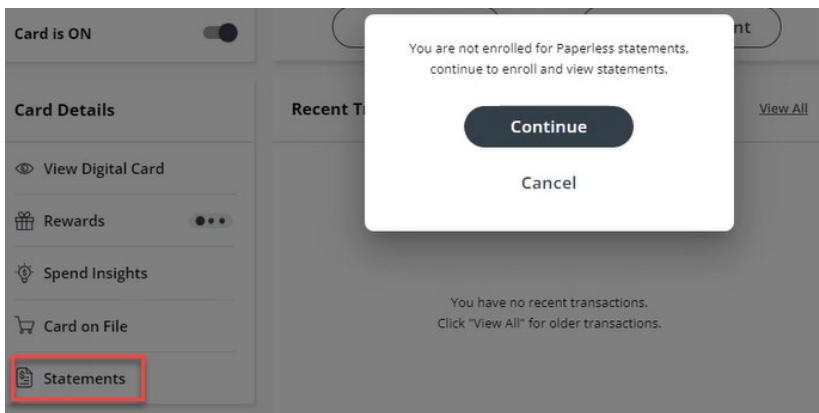 Card is ON
nt
You are not enrolled for Paperless statements,
continue to enroll and view statements.
Continue
Cancel
Card Details
Recent T
View All
View Digital Card
Rewards
Spend Insights
Card on File
Statements
You have no recent transactions.
Click "View All" for older transactions.